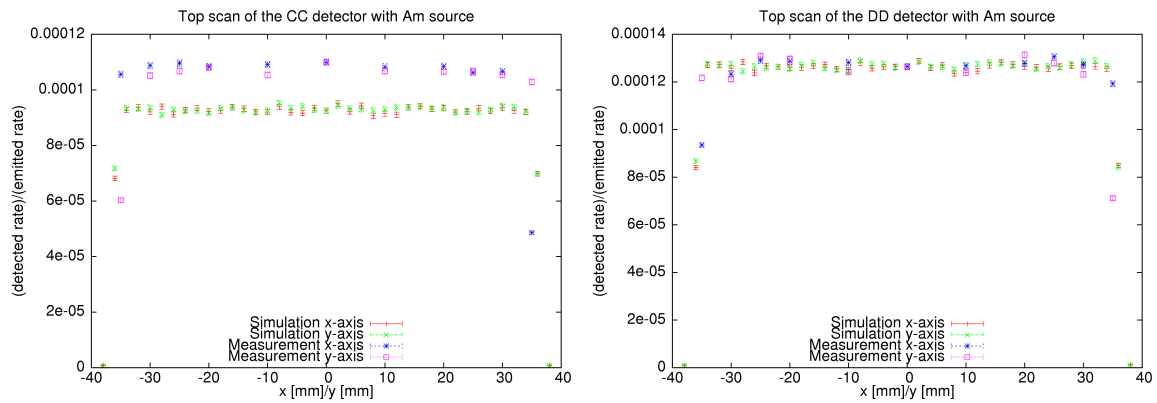 Top scan of the CC detector with Am source
(detected rate)/(emitted rate)
0.00012
0.0001
8e-05
6e-05
4e-05
2e-05
0
-40 -30 -20 -10 0 10 20 30 40
x [mm]/y [mm]
Simulation x-axis
Simulation y-axis
Measurement x-axis
Measurement y-axis
Top scan of the DD detector with Am source
(detected rate)/(emitted rate)
0.00014
0.00012
0.0001
8e-05
6e-05
4e-05
2e-05
0
-40 -30 -20 -10 0 10 20 30 40
x [mm]/y [mm]
Simulation x-axis
Simulation y-axis
Measurement x-axis
Measurement y-axis